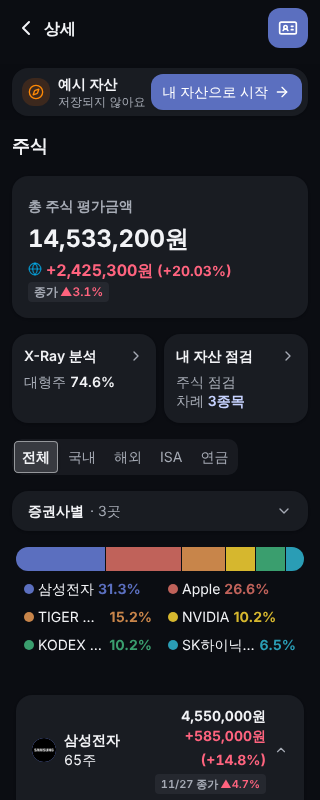 상세
예시 자산
저장되지 않아요
내 자산으로 시작
주식
총 주식 평가금액
14,533,200원
+2,425,300원 (+20.03%)
종가 ▲3.1%
X-Ray 분석
대형주 74.6%
내 자산 점검
주식 점검
차례 3종목
전체 국내 해외 ISA 연금
증권사별 · 3곳
삼성전자 31.3% Apple 26.6%
TIGER ... 15.2% NVIDIA 10.2%
KODEX ... 10.2% SK하이닉... 6.5%
4,550,000원
삼성전자 +585,000원
65주 (+14.8%)
11/27 종가 ▲4.7%